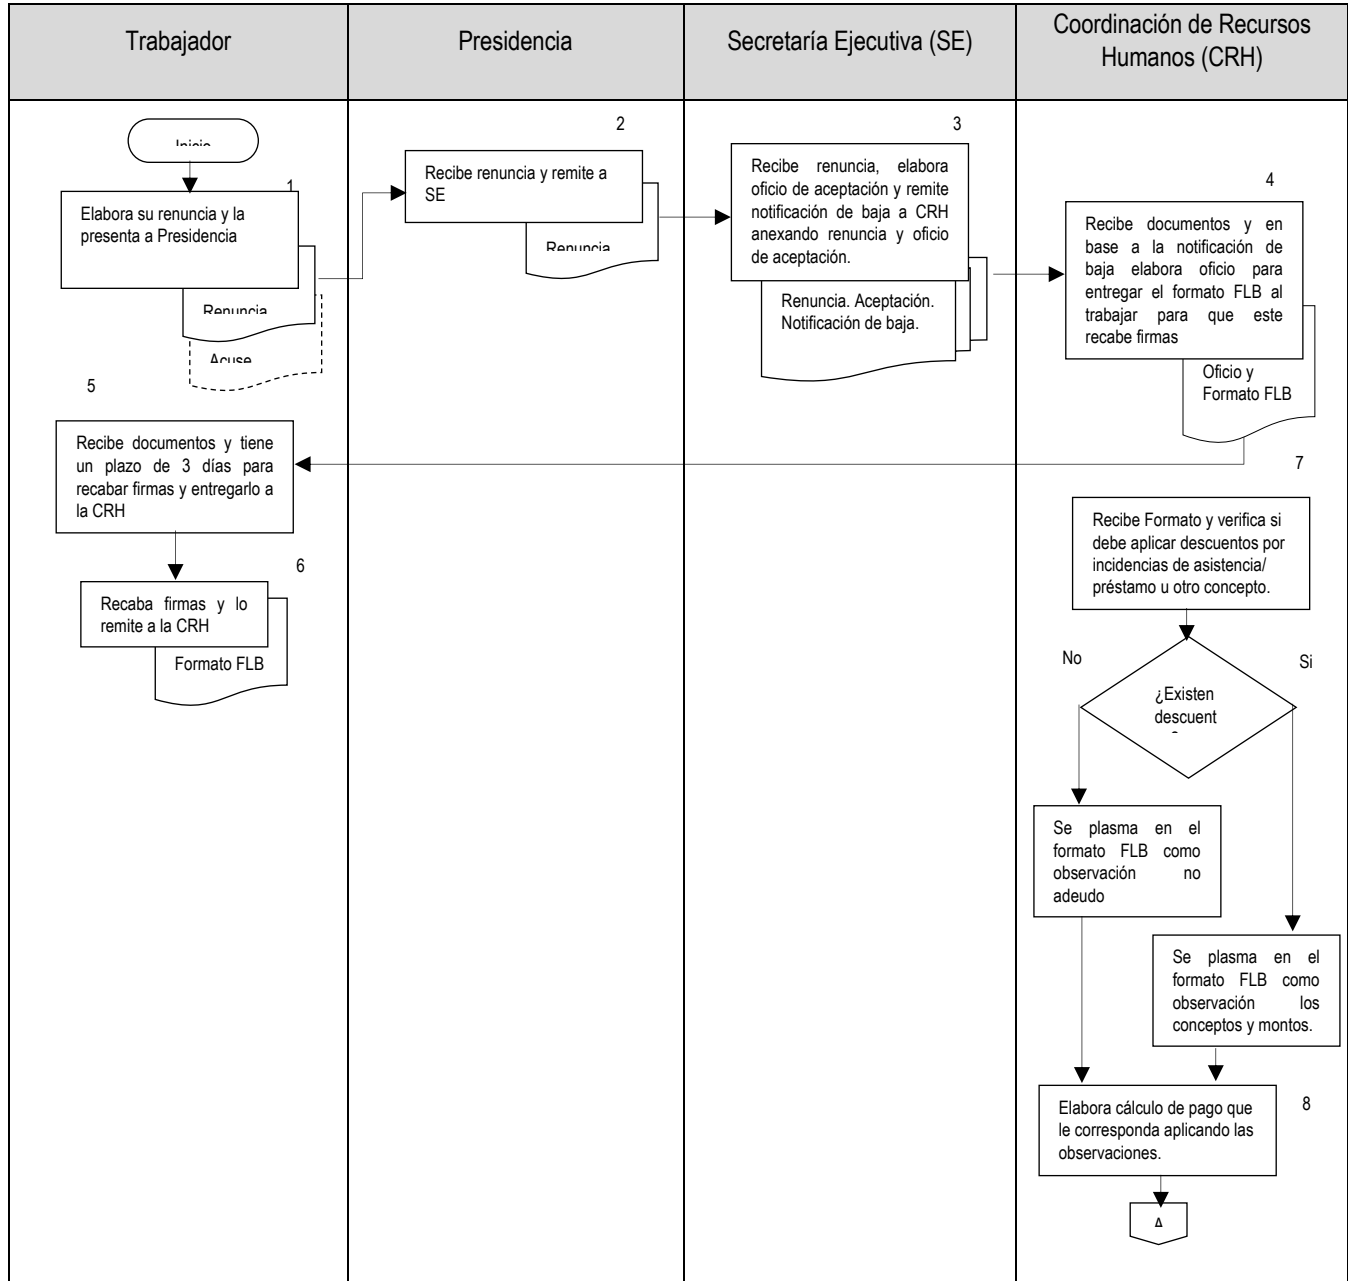 Trabajador
Presidencia
Secretaría Ejecutiva (SE)
Coordinación de Recursos
Humanos (CRH)
Inicio
1
Elabora su renuncia y la
presenta a Presidencia
Renuncia
Acuse
2
Recibe renuncia y remite a
SE
Renuncia
3
Recibe renuncia, elabora
oficio de aceptación y remite
notificación de baja a CRH
anexando renuncia y oficio
de aceptación.
Renuncia. Aceptación.
Notificación de baja.
4
Recibe documentos y en
base a la notificación de
baja elabora oficio para
entregar el formato FLB al
trabajar para que este
recabe firmas
Oficio y
Formato FLB
5
Recibe documentos y tiene
un plazo de 3 días para
recabar firmas y entregarlo a
la CRH
6
Recaba firmas y lo
remite a la CRH
Formato FLB
7
Recibe Formato y verifica si
debe aplicar descuentos por
incidencias de asistencia/
préstamo u otro concepto.
No
Si
¿Existen
descuent
Se plasma en el
formato FLB como
observación no
adeudo
Se plasma en el
formato FLB como
observación los
conceptos y montos.
8
Elabora cálculo de pago que
le corresponda aplicando las
observaciones.
A